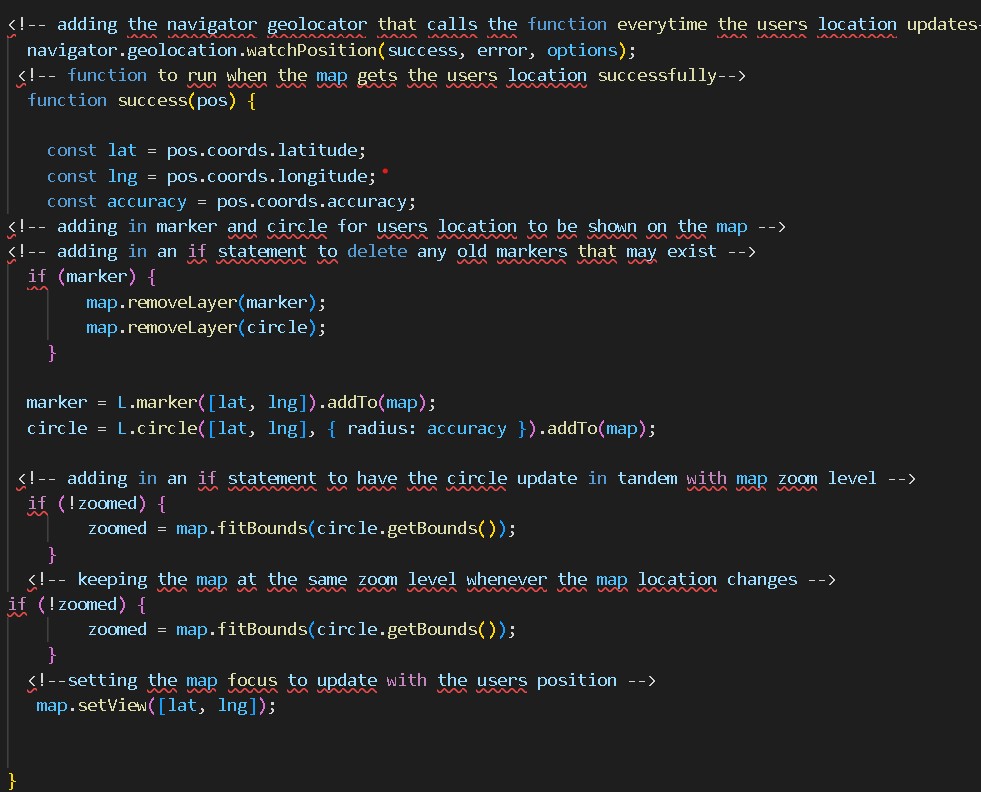 <!-- adding the navigator geolocator that calls the function everytime the users location updates-
navigator.geolocation.watchPosition(success, error, options);
<!-- function to run when the map gets the users location successfully-->
function success(pos) {
const lat = pos.coords.latitude;
const lng = pos.coords.longitude;
const accuracy = pos.coords.accuracy;
<!-- adding in marker and circle for users location to be shown on the map -->
<!-- adding in an if statement to delete any old markers that may exist -->
if (marker) {
map.removeLayer(marker);
map.removeLayer(circle);
}
marker = L.marker([lat, lng]).addTo(map);
circle = L.circle([lat, lng], { radius: accuracy }).addTo(map);
<!-- adding in an if statement to have the circle update in tandem with map zoom level -->
if (!zoomed) {
zoomed = map.fitBounds(circle.getBounds());
}
<!-- keeping the map at the same zoom level whenever the map location changes -->
if (!zoomed) {
zoomed = map.fitBounds(circle.getBounds());
}
<!--setting the map focus to update with the users position -->
map.setView([lat, lng]);
}